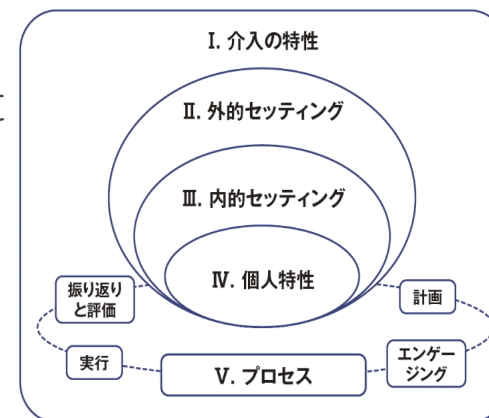 Ⅰ. 介入の特性
Ⅱ. 外的セッティング
Ⅲ. 内的セッティング
Ⅳ. 個人特性
振り返り
と評価
計画
実行
Ⅴ. プロセス
エンゲー
ジング